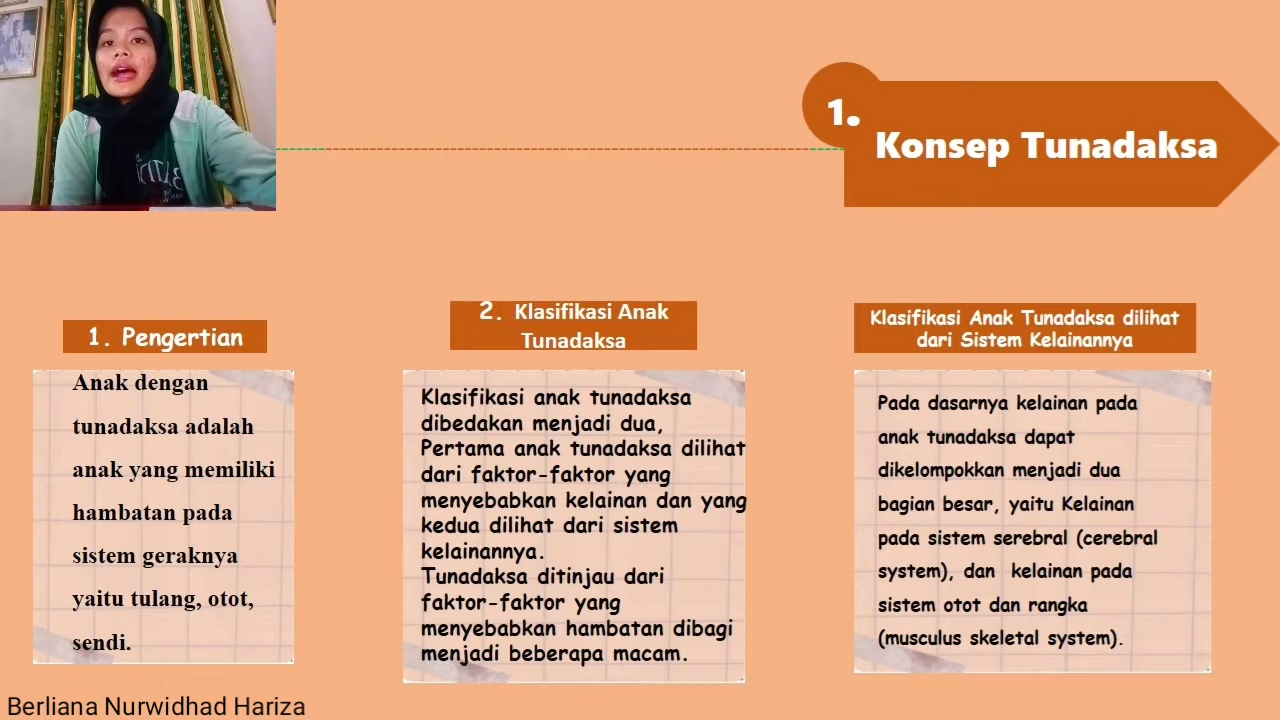 1.
Konsep Tunadaksa
1. Pengertian
Anak dengan
tunadaksa adalah
anak yang memiliki
hambatan pada
sistem geraknya
yaitu tulang, otot,
sendi.
2. Klasifikasi Anak
Tunadaksa
Klasifikasi anak tunadaksa
dibedakan menjadi dua,
Pertama anak tunadaksa dilihat
dari faktor-faktor yang
menyebabkan kelainan dan yang
kedua dilihat dari sistem
kelainannya.
Tunadaksa ditinjau dari
faktor-faktor yang
menyebabkan hambatan dibagi
menjadi beberapa macam.
Klasifikasi Anak Tunadaksa dilihat
dari Sistem Kelainannya
Pada dasarnya kelainan pada
anak tunadaksa dapat
dikelompokkan menjadi dua
bagian besar, yaitu Kelainan
pada sistem serebral (cerebral
system), dan kelainan pada
sistem otot dan rangka
(musculus skeletal system).
Berliana Nurwidhad Hariza